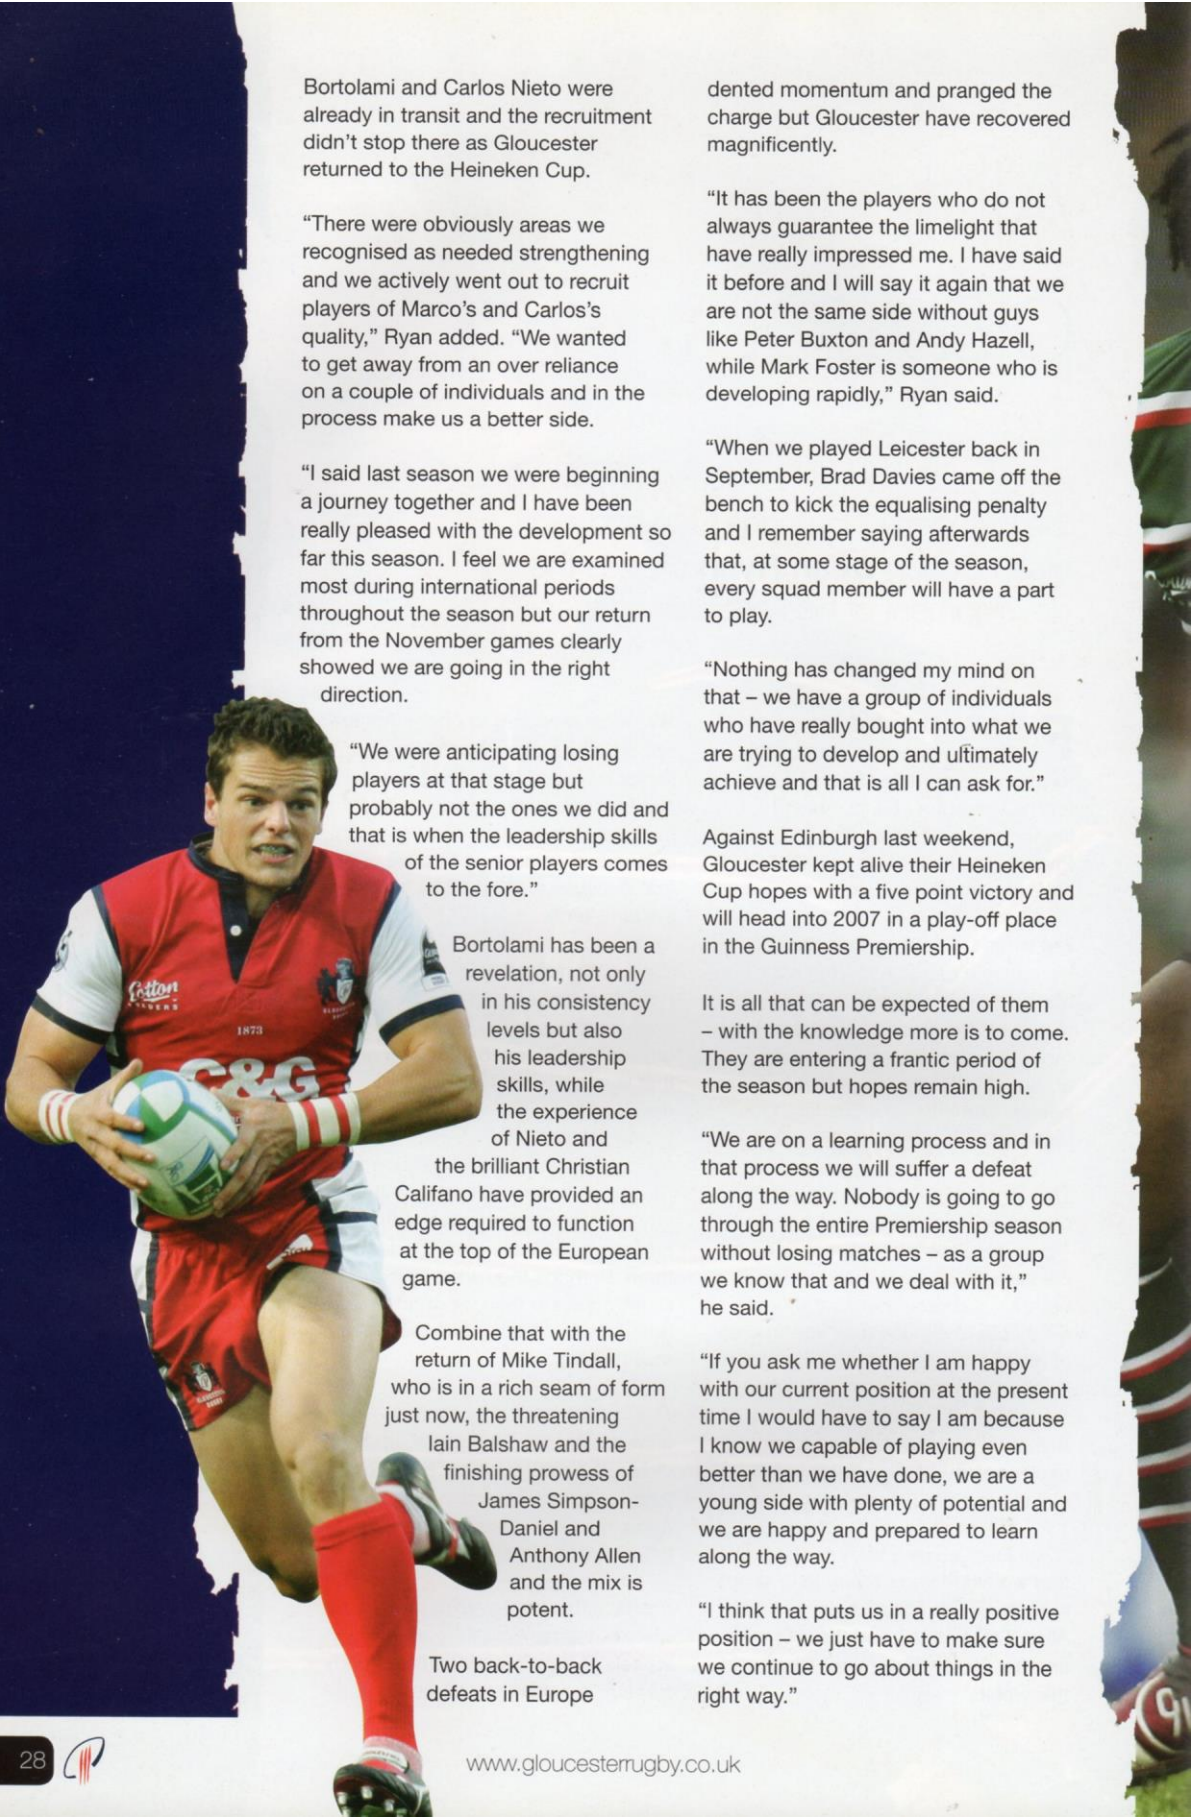 Bortolami and Carlos Nieto were
already in transit and the recruitment
didn't stop there as Gloucester
returned to the Heineken Cup.
"There were obviously areas we
recognised as needed strengthening
and we actively went out to recruit
players of Marco's and Carlos's
quality," Ryan added. "We wanted
to get away from an over reliance
on a couple of individuals and in the
process make us a better side.
"I said last season we were beginning
a journey together and I have been
really pleased with the development so
far this season. I feel we are examined
most during international periods
throughout the season but our return
from the November games clearly
showed we are going in the right
direction.
"We were anticipating losing
players at that stage but
probably not the ones we did and
that is when the leadership skills
of the senior players comes
to the fore."
Bortolami has been a
revelation, not only
in his consistency
levels but also
his leadership
skills, while
the experience
of Nieto and
the brilliant Christian
Califano have provided an
edge required to function
at the top of the European
game.
Combine that with the
return of Mike Tindall,
who is in a rich seam of form
just now, the threatening
Iain Balshaw and the
finishing prowess of
James Simpson-
Daniel and
Anthony Allen
and the mix is
potent.
Two back-to-back
defeats in Europe
dented momentum and pranged the
charge but Gloucester have recovered
magnificently.
"It has been the players who do not
always guarantee the limelight that
have really impressed me. I have said
it before and I will say it again that we
are not the same side without guys
like Peter Buxton and Andy Hazell,
while Mark Foster is someone who is
developing rapidly," Ryan said.
"When we played Leicester back in
September, Brad Davies came off the
bench to kick the equalising penalty
and I remember saying afterwards
that, at some stage of the season,
every squad member will have a part
to play.
"Nothing has changed my mind on
that – we have a group of individuals
who have really bought into what we
are trying to develop and ultimately
achieve and that is all I can ask for."
Against Edinburgh last weekend,
Gloucester kept alive their Heineken
Cup hopes with a five point victory and
will head into 2007 in a play-off place
in the Guinness Premiership.
It is all that can be expected of them
– with the knowledge more is to come.
They are entering a frantic period of
the season but hopes remain high.
"We are on a learning process and in
that process we will suffer a defeat
along the way. Nobody is going to go
through the entire Premiership season
without losing matches – as a group
we know that and we deal with it,"
he said.
"If you ask me whether I am happy
with our current position at the present
time I would have to say I am because
I know we capable of playing even
better than we have done, we are a
young side with plenty of potential and
we are happy and prepared to learn
along the way.
"I think that puts us in a really positive
position – we just have to make sure
we continue to go about things in the
right way."
Cotton
1873
C&G
28
www.gloucesterrugby.co.uk